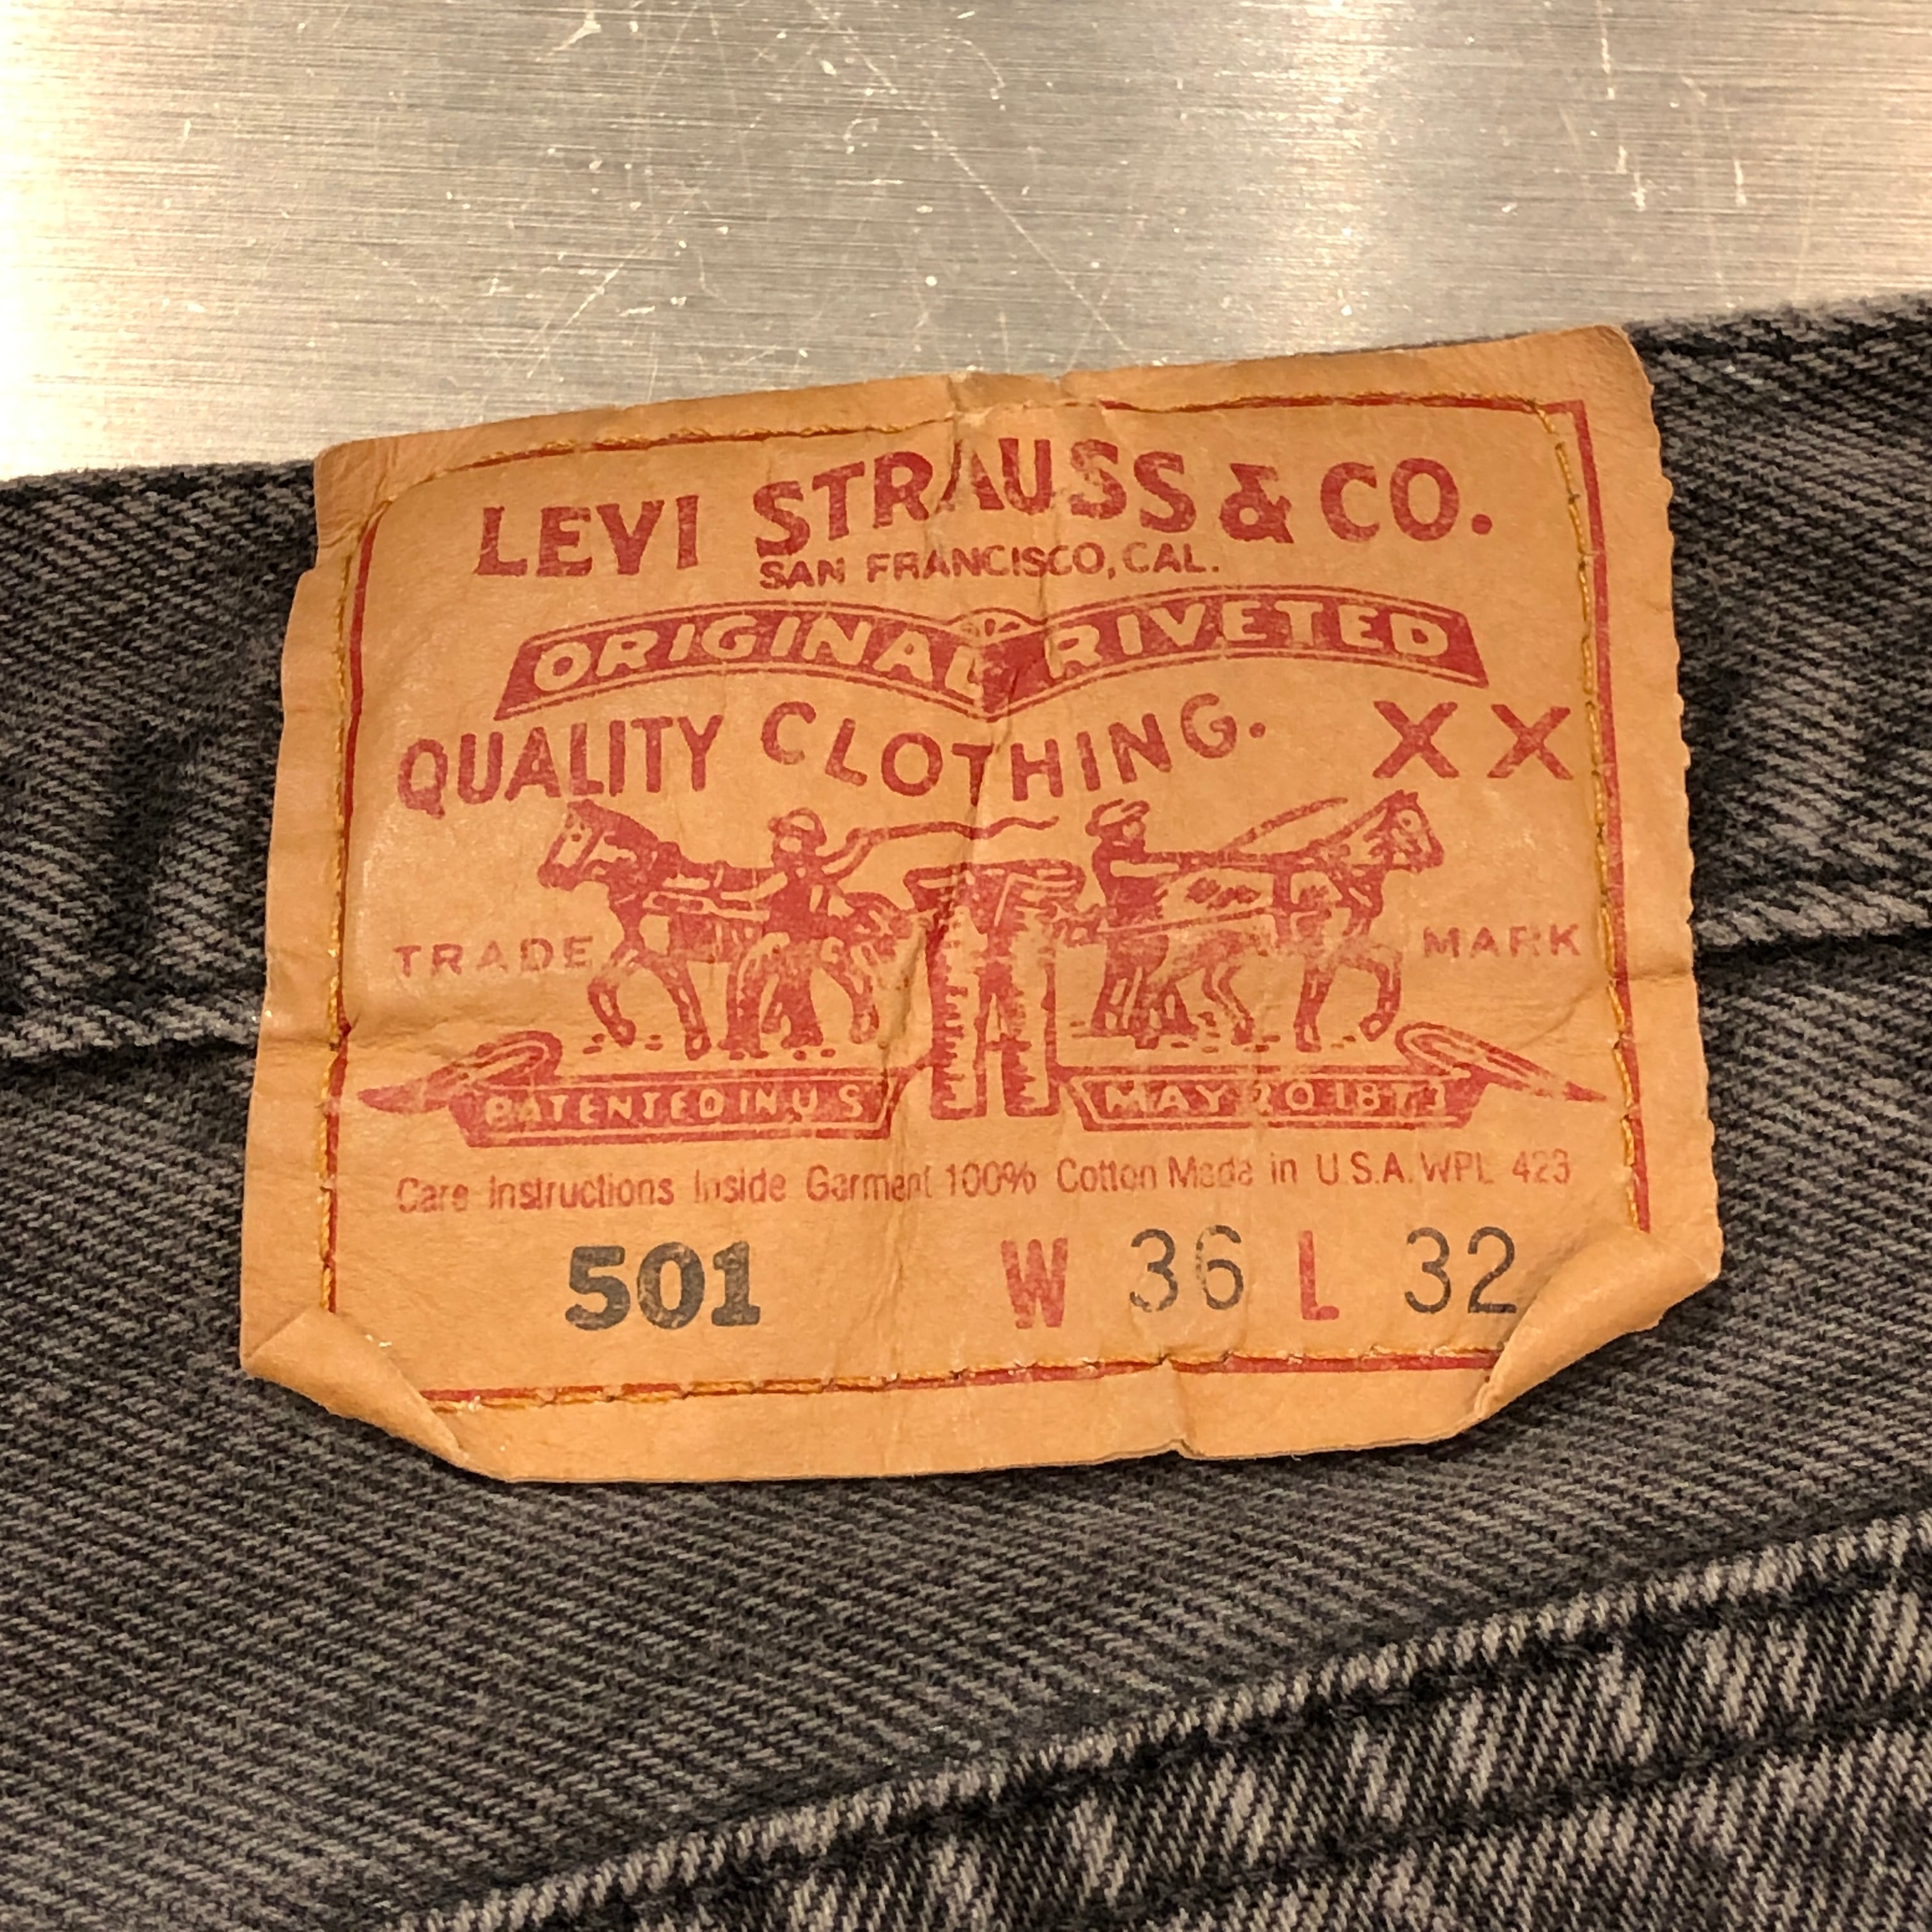 LEVI STRAUSS & CO.
SAN FRANCISCO, CAL.
ORIGINAL RIVETED
QUALITY CLOTHING. XX
TRADE MARK
PATENTED IN U S MAY 20 1873
Care Instructions Inside Garment 100% Cotton Made in U.S.A. WPL 423
501 W 36 L 32